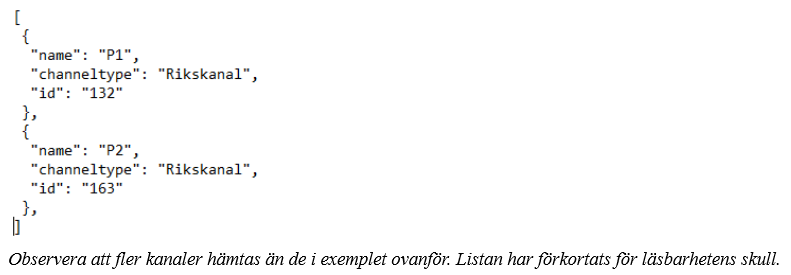 [
 {
  "name": "P1",
  "channeltype": "Rikskanal",
  "id": "132"
 },
 {
  "name": "P2",
  "channeltype": "Rikskanal",
  "id": "163"
 },
]
Observera att fler kanaler hämtas än de i exemplet ovanför. Listan har förkortats för läsbarhetens skull.